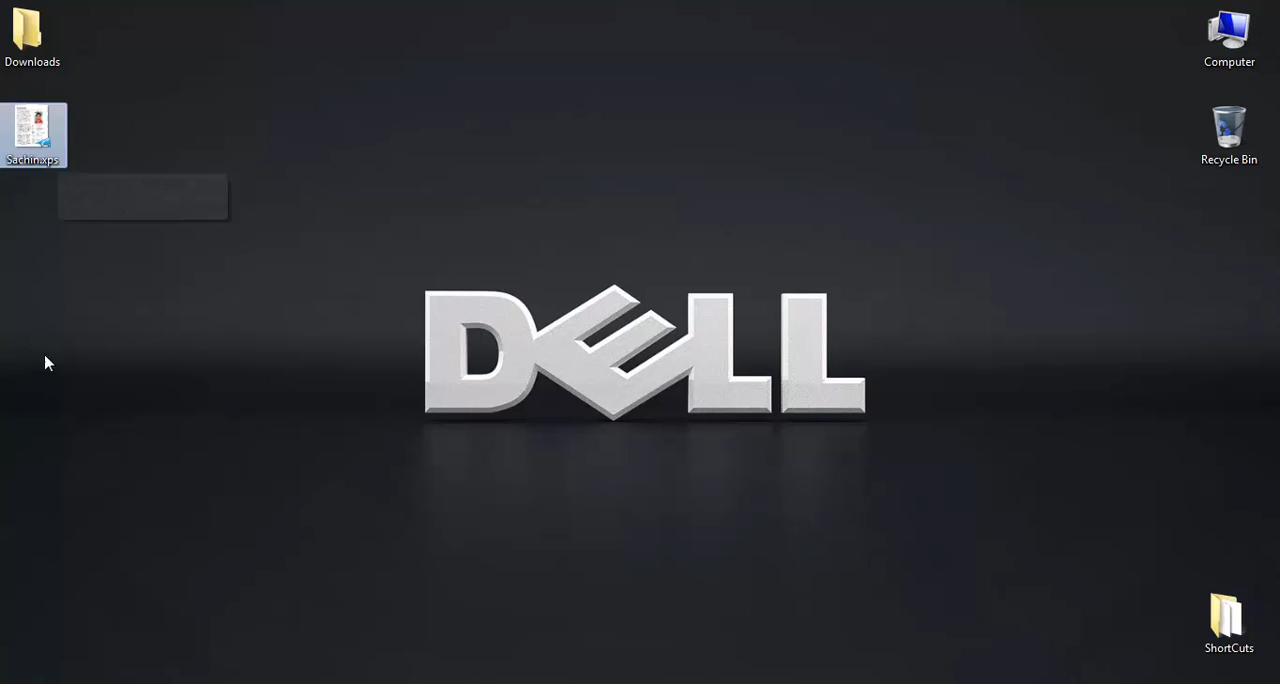 Downloads
Computer
Sachin.xps
Recycle Bin
DELL
ShortCuts